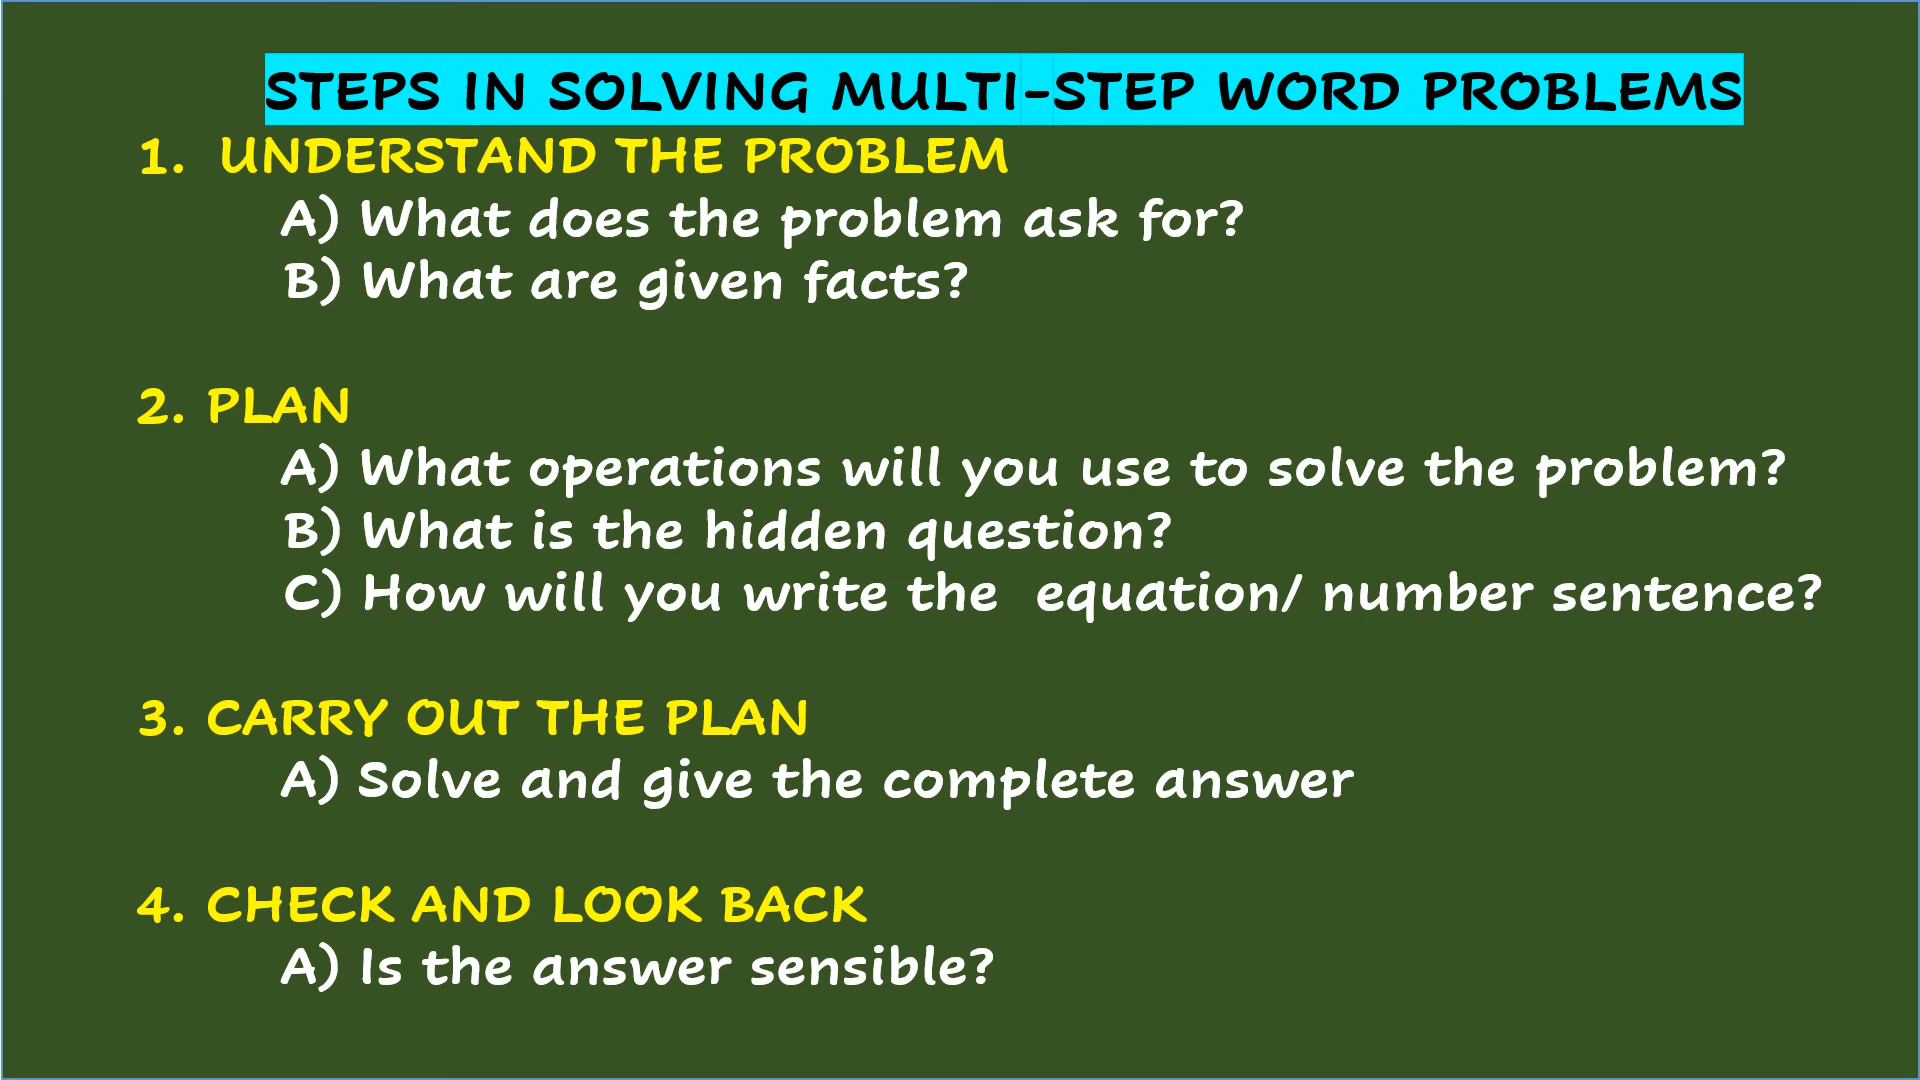 STEPS IN SOLVING MULTI-STEP WORD PROBLEMS
1. UNDERSTAND THE PROBLEM
A) What does the problem ask for?
B) What are given facts?
2. PLAN
A) What operations will you use to solve the problem?
B) What is the hidden question?
C) How will you write the equation/ number sentence?
3. CARRY OUT THE PLAN
A) Solve and give the complete answer
4. CHECK AND LOOK BACK
A) Is the answer sensible?